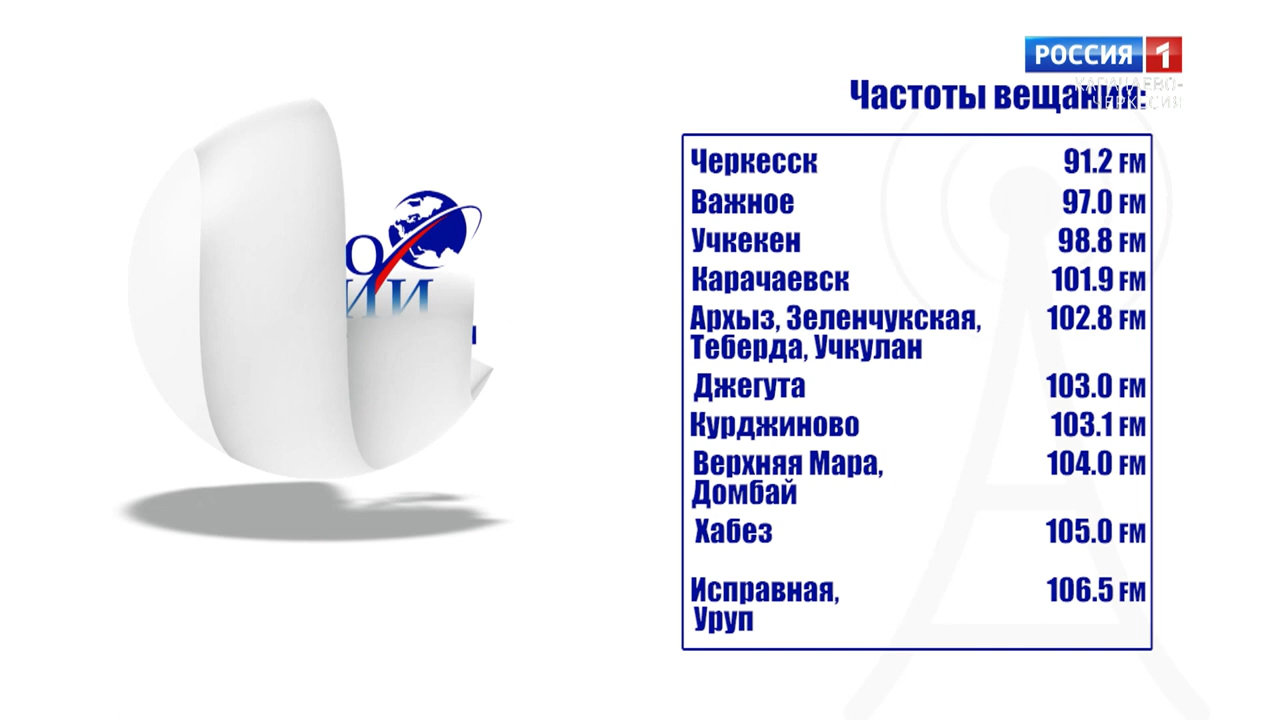 РОССИЯ 1
КАРАЧАЕВО-
ЧЕРКЕСИЯ
Частоты вещания:
Черкесск 91.2 FM
Важное 97.0 FM
Учкекен 98.8 FM
Карачаевск 101.9 FM
Архыз, Зеленчукская, 102.8 FM
Теберда, Учкулан
Джегута 103.0 FM
Курджиново 103.1 FM
Верхняя Мара, 104.0 FM
Домбай
Хабез 105.0 FM
Исправная, 106.5 FM
Уруп